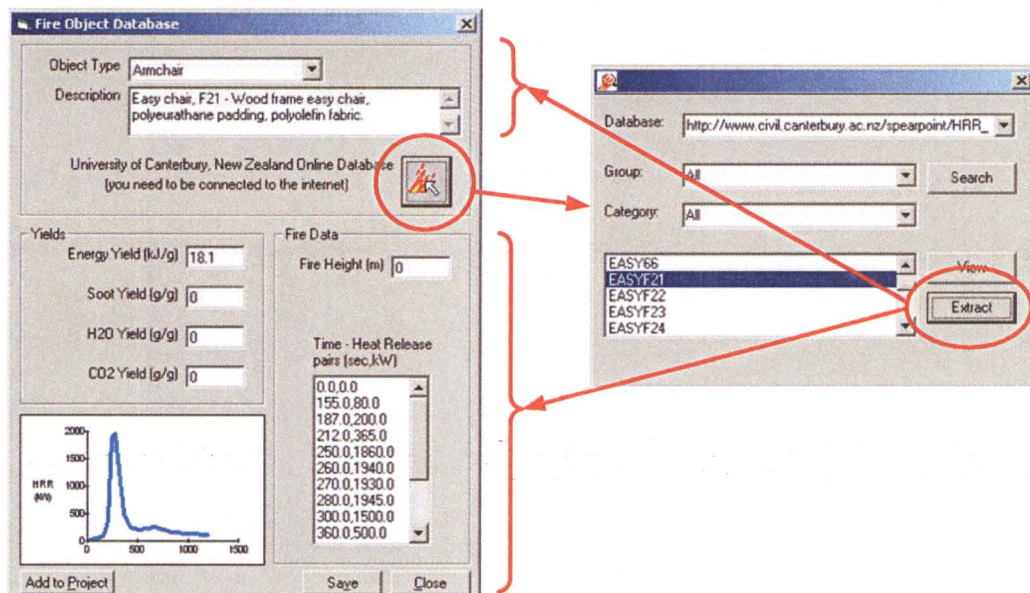 Fire Object Database
Object Type Armchair
Description Easy chair, F21 - Wood frame easy chair,
polyeurathane padding, polyolefin fabric.
University of Canterbury, New Zealand Online Database
(you need to be connected to the internet)
Yields
Energy Yield (kJ/g) 18.1
Soot Yield (g/g) 0
H2O Yield (g/g) 0
CO2 Yield (g/g) 0
Fire Data
Fire Height (m) 0
Time - Heat Release
pairs (sec,kW)
0.0,0.0
155.0,80.0
187.0,200.0
212.0,365.0
250.0,1860.0
260.0,1940.0
270.0,1930.0
280.0,1945.0
300.0,1500.0
360.0,500.0
2000
1500
HRR 1000
(kW)
500
0
0 500 1000 1500
Add to Project
Save
Close
Database: http://www.civil.canterbury.ac.nz/spearpoint/HRR_
Group: All
Search
Category: All
EASY66
EASYF21
EASYF22
EASYF23
EASYF24
View
Extract